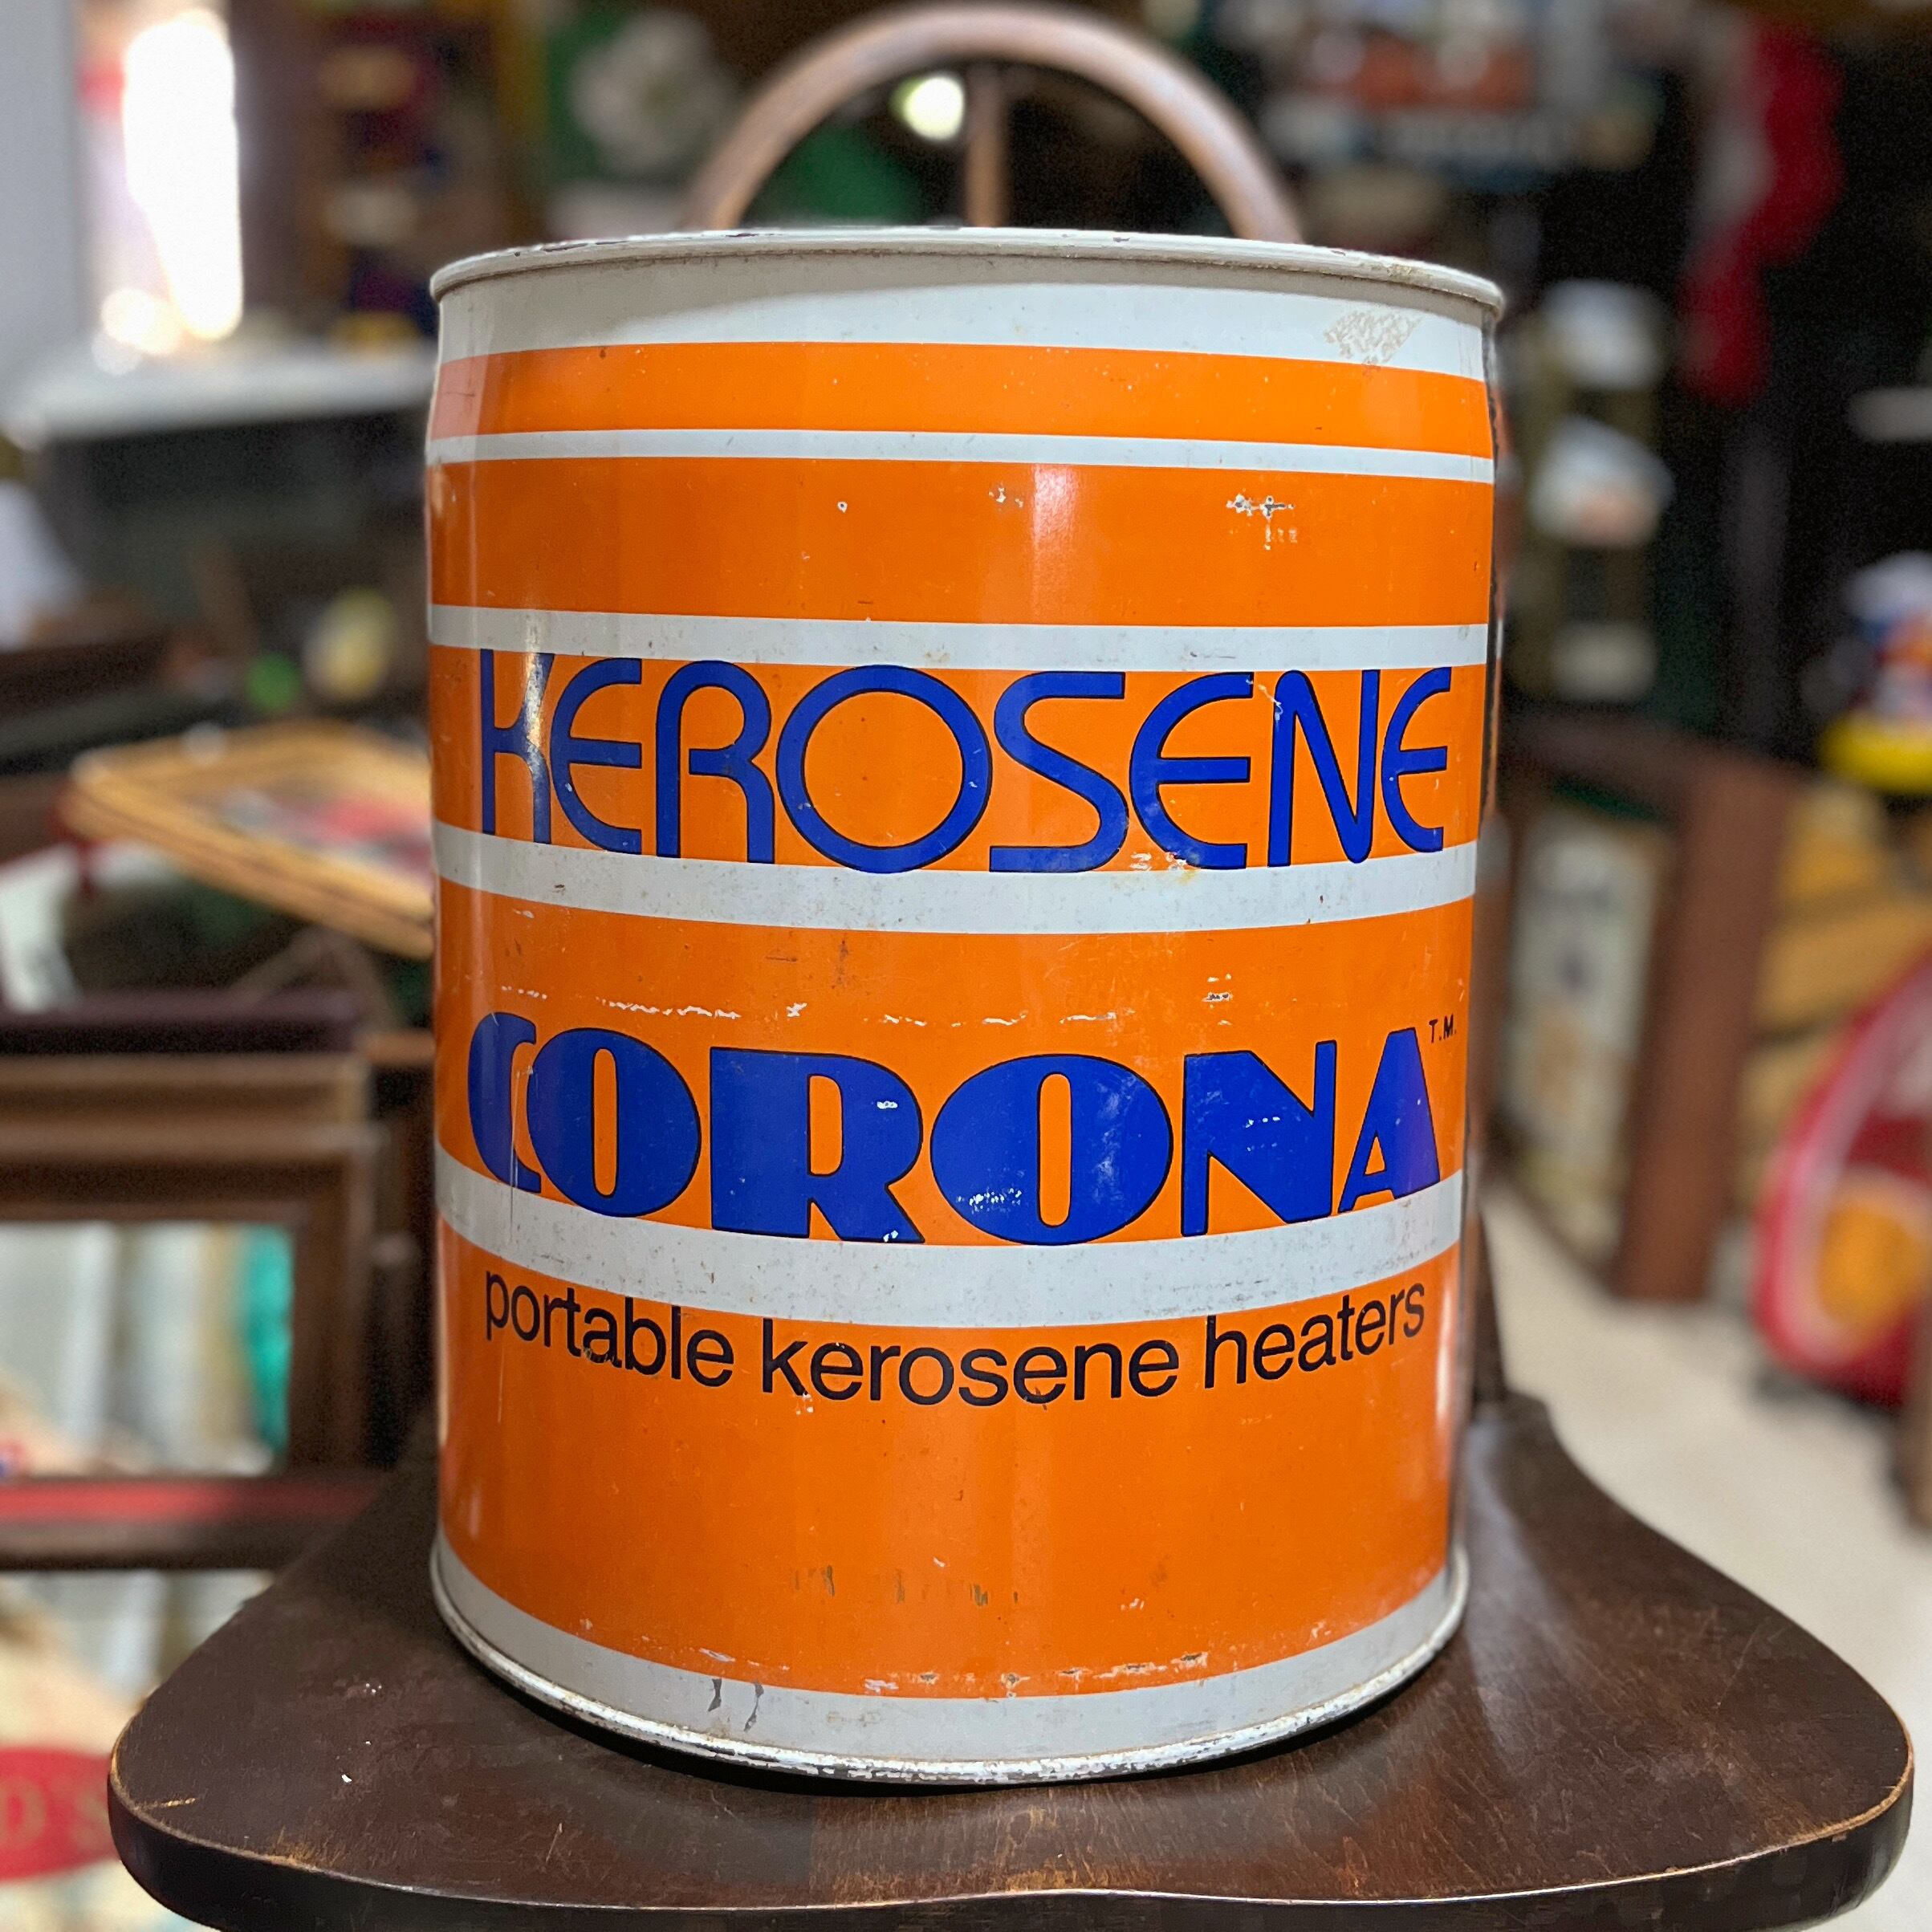 KEROSENE
CORONA T.M.
portable kerosene heaters